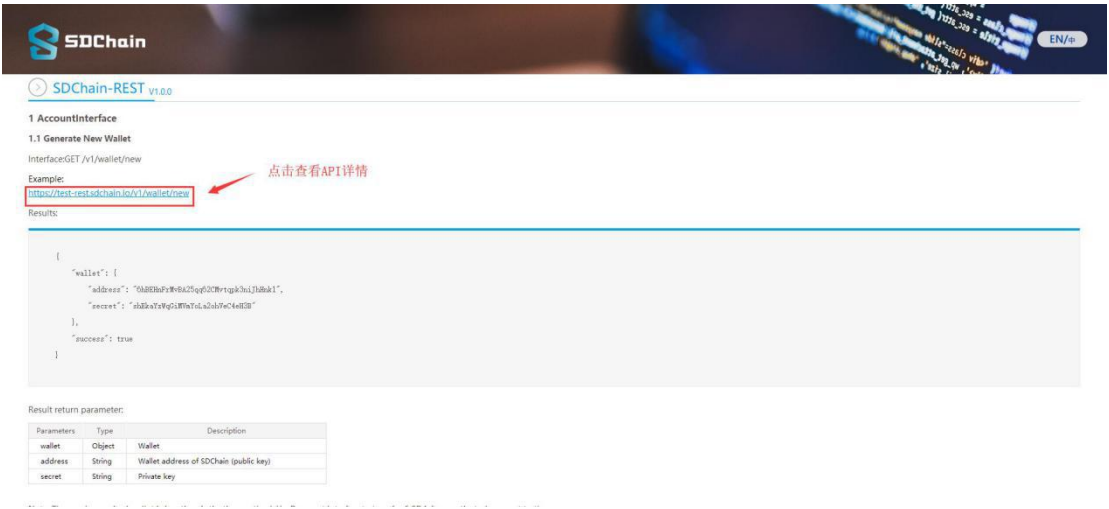 SDChain
EN/中
SDChain-REST V1.0.0
1 AccountInterface
1.1 Generate New Wallet
Interface:GET /v1/wallet/new
点击查看API详情
Example:
https://test-rest.sdchain.io/v1/wallet/new
Results:
{
"wallet": {
"address":
"secret":
},
"success": true
}
Result return parameter:
Parameters Type Description
wallet Object Wallet
address String Wallet address of SDChain (public key)
secret String Private key